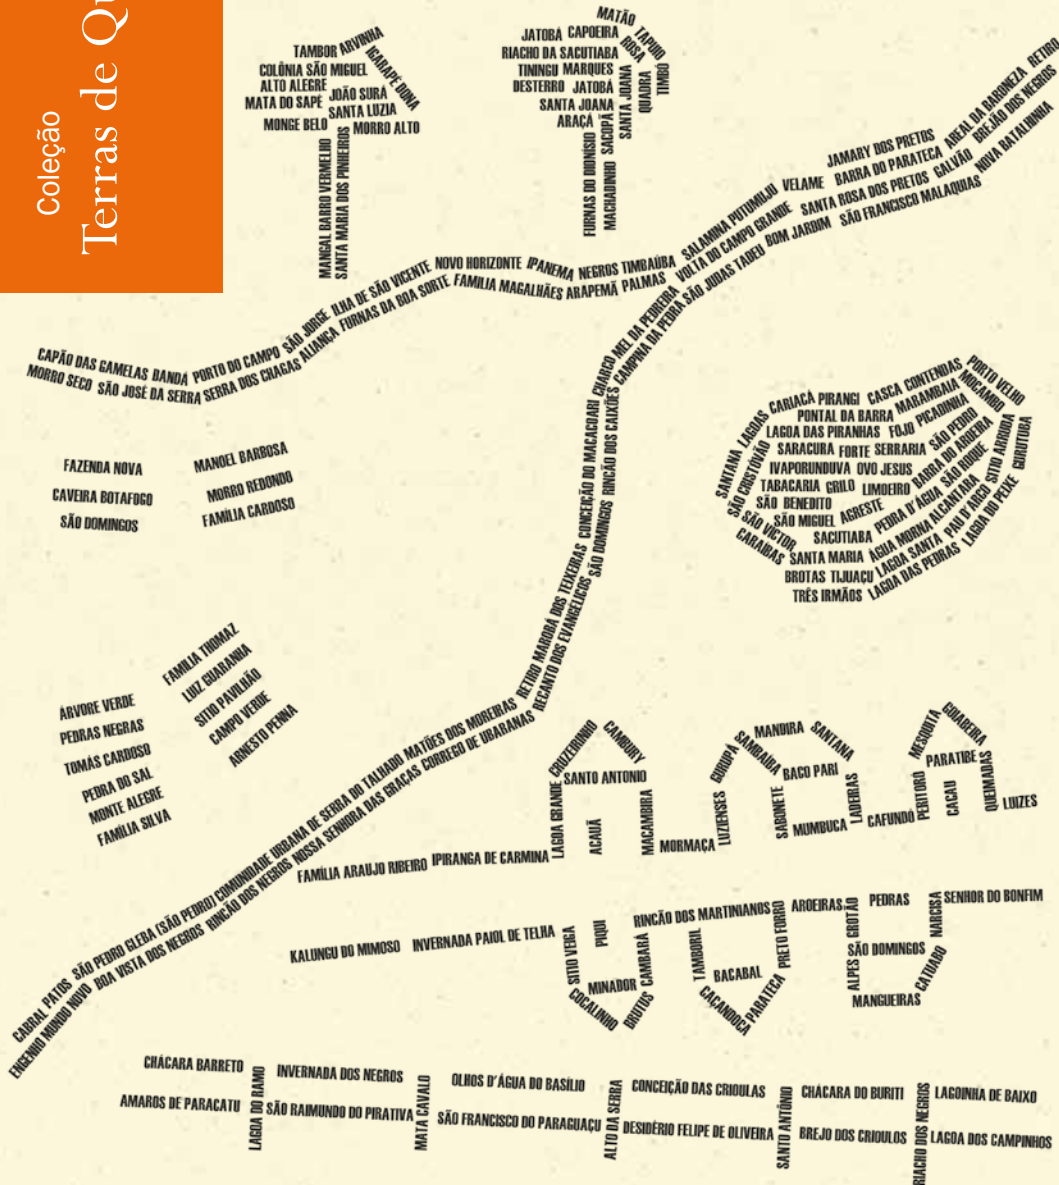 Coleção
Terras de Qu
TAMBOR ARVINHA
IGARAPÉ DONA
COLÔNIA SÃO MIGUEL
ALTO ALEGRE
JOÃO SURÁ
MATA DO SAPÉ
SANTA LUZIA
MONGE BELO
MORRO ALTO
MANGAL BARRO VERMELHO
SANTA MARIA DOS PINHEIROS
MATÃO
TAPUIO
JATOBÁ CAPOEIRA
ROSA
TIMBÓ
RIACHO DA SACUTIABA
TININGU MARQUES
DESTERRO JATOBÁ
SANTA JOANA
QUADRA
SANTA JOANA
ARAÇÁ
SACOPÃ
FURNAS DO DIONÍSIO
MACHADINHO
CAPÃO DAS GAMELAS BANDÁ PORTO DO CAMPO SÃO JORGE ILHA DE SÃO VICENTE NOVO HORIZONTE IPANEMA NEGROS TIMBAÚBA SALAMINA PUTUMUJU VELAME BARRA DO PARATECA AREAL DA BARONEZA RETIRO
JAMARY DOS PRETOS
MORRO SECO SÃO JOSÉ DA SERRA SERRA DOS CHAGAS ALIANÇA FURNAS DA BOA SORTE FAMILIA MAGALHÃES ARAPEMÃ PALMAS
VOLTA DO CAMPO GRANDE SANTA ROSA DOS PRETOS GALVÃO BREJÃO DOS NEGROS
SÃO JUDAS TADEU BOM JARDIM SÃO FRANCISCO MALAQUIAS NOVA BATALHINHA
CHARCO MEL DA PEDREIRA
CAMPINA DA PEDRA
CONCEIÇÃO DO MACACARI
RINCÃO DOS CAIXÕES
SÃO DOMINGOS
RETIRO MAROBÁ DOS TEIXEIRAS
RECANTO DOS EVANGÉLICOS
CABRAL PATOS SÃO PEDRO GLEBA (SÃO PEDRO) COMUNIDADE URBANA DE SERRA DO TALHADO MATÕES DOS MOREIRAS
ENGENHO MUNDO NOVO BOA VISTA DOS NEGROS RINCÃO DOS NEGROS NOSSA SENHORA DAS GRAÇAS CORREGO DE UBARANAS
FAZENDA NOVA
MANOEL BARBOSA
CAVEIRA BOTAFOGO
MORRO REDONDO
SÃO DOMINGOS
FAMÍLIA CARDOSO
CARIACÁ PIRANGI CASCA CONTENDAS PORTO VELHO
PONTAL DA BARRA MARAMBAIA MOCAMBO
SANTANA LAGOAS
LAGOA DAS PIRANHAS FOJO PICADINHA
SÃO CRISTOVÃO
SARACURA FORTE SERRARIA SÃO PEDRO
IVAPORUNDUVA OVO JESUS
BARRA DO AROEIRA
SITIO ARRUDA
GURUTUBA
TABACARIA GRILO LIMOEIRO
SÃO ROQUE
SÃO BENEDITO
SÃO MIGUEL AGRESTE
SÃO VICTOR
SACUTIABA PEDRA D'ÁGUA
CARAIBAS SANTA MARIA ÁGUA MORNA ALCANTARA
PAU D'ARCO
LAGOA DO PEIXE
BROTAS TIJUAÇU LAGOA SANTA
TRÊS IRMÃOS LAGOA DAS PEDRAS
ÁRVORE VERDE
PEDRAS NEGRAS
TOMÁS CARDOSO
PEDRA DO SAL
MONTE ALEGRE
FAMÍLIA SILVA
FAMILIA THOMAZ
LUIZ GUARANHA
SITIO PAVILHÃO
CAMPO VERDE
ARNESTO PENNA
CRUZEIRINHO
CAMBURY
SANTO ANTONIO
LAGOA GRANDE
ACAUÃ
MACAMBIRA
FAMÍLIA ARAUJO RIBEIRO IPIRANGA DE CARMINA
MORMAÇA
LUZIENSES
GURUPÁ
SAMBAÍBA
MANDIRA
SANTANA
BACO PARI
SABONETE
MUMBUCA
LADEIRAS
CAFUNDÓ
PERITORÓ
MESQUITA
GOIABEIRA
PARATIBE
CACAU
QUEIMADAS
LUIZES
KALUNGU DO MIMOSO INVERNADA PAIOL DE TELHA
SITIO VEIGA
PIQUI
MINADOR
COCALINHO
BRUTUS
CAMBARÁ
RINCÃO DOS MARTINIANOS
TAMBORIL
BACABAL
CAÇANDOCA
PARATECA
PRETO FORRO
AROEIRAS
GROTÃO
PEDRAS
NARCISA
SENHOR DO BONFIM
ALPES
SÃO DOMINGOS
CATUABO
MANGUEIRAS
CHÁCARA BARRETO
INVERNADA DOS NEGROS
OLHOS D'ÁGUA DO BASÍLIO
CONCEIÇÃO DAS CRIOULAS
CHÁCARA DO BURITI
LAGOINHA DE BAIXO
LAGOA DO RAMO
MATA CAVALO
ALTO DA SERRA
SANTO ANTÔNIO
RIACHO DOS NEGROS
AMAROS DE PARACATU
SÃO RAIMUNDO DO PIRATIVA
SÃO FRANCISCO DO PARAGUAÇU
DESIDÉRIO FELIPE DE OLIVEIRA
BREJO DOS CRIOULOS
LAGOA DOS CAMPINHOS